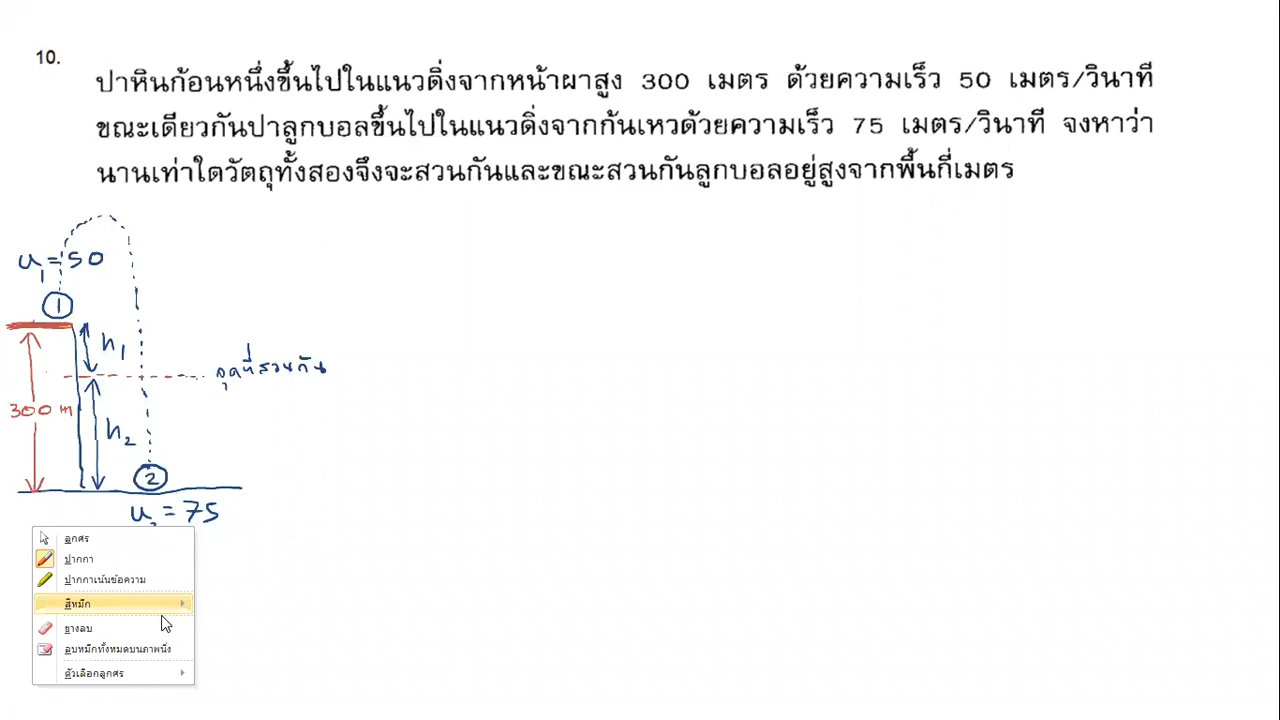 10.
ปาหินก้อนหนึ่งขึ้นไปในแนวดิ่งจากหน้าผาสูง 300 เมตร ด้วยความเร็ว 50 เมตร/วินาที
ขณะเดียวกันปาลูกบอลขึ้นไปในแนวดิ่งจากก้นเหวด้วยความเร็ว 75 เมตร/วินาที จงหาว่า
นานเท่าใดวัตถุทั้งสองจึงจะสวนกันและขณะสวนกันลูกบอลอยู่สูงจากพื้นกี่เมตร
u₁ = 50
1
h₁
จุดที่สวนกัน
300 m
h₂
2
u₂ = 75
ลูกศร
ปากกา
ปากกาเน้นข้อความ
สีหมึก
ยางลบ
ลบหมึกทั้งหมดบนภาพนิ่ง
ตัวเลือกลูกศร